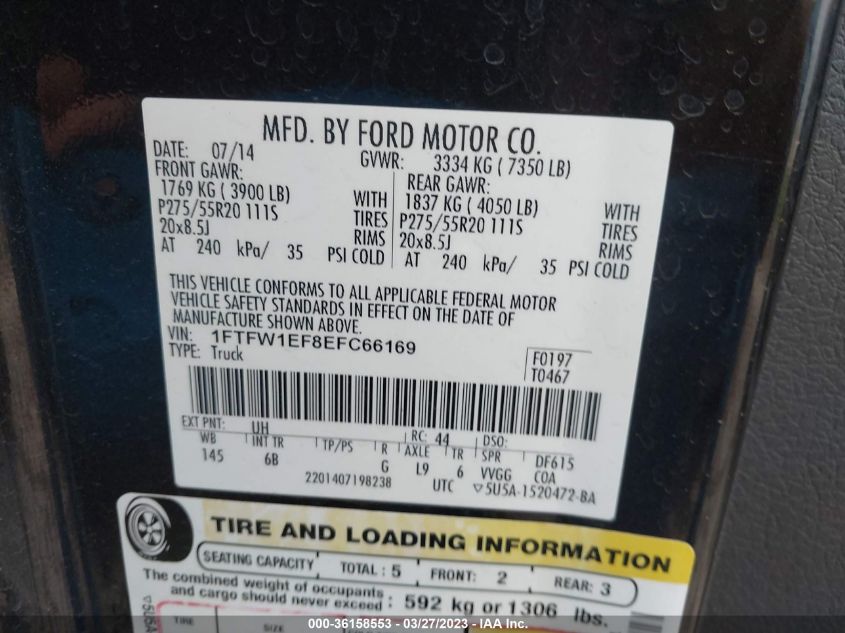 MFD. BY FORD MOTOR CO.
DATE: 07/14 GVWR: 3334 KG ( 7350 LB)
FRONT GAWR: REAR GAWR:
1769 KG ( 3900 LB) WITH 1837 KG ( 4050 LB) WITH
P275/55R20 111S TIRES P275/55R20 111S TIRES
20x8.5J RIMS 20x8.5J RIMS
AT 240 kPa/ 35 PSI COLD AT 240 kPa/ 35 PSI COLD
THIS VEHICLE CONFORMS TO ALL APPLICABLE FEDERAL MOTOR
VEHICLE SAFETY STANDARDS IN EFFECT ON THE DATE OF
MANUFACTURE SHOWN ABOVE.
VIN: 1FTFW1EF8EFC66169 F0197
TYPE: Truck T0467
EXT PNT: UH RC: 44 DSO:
WB INT TR TP/PS R AXLE TR SPR DF615
145 6B G L9 6 VVGG COA
2201407198238 UTC ▽5U5A-1520472-BA
TIRE AND LOADING INFORMATION
SEATING CAPACITY TOTAL : 5 FRONT: 2 REAR: 3
The combined weight of occupants
and cargo should never exceed : 592 kg or 1306 lbs.
TIRE SIZE
000-36158553 - 03/27/2023 - IAA Inc.